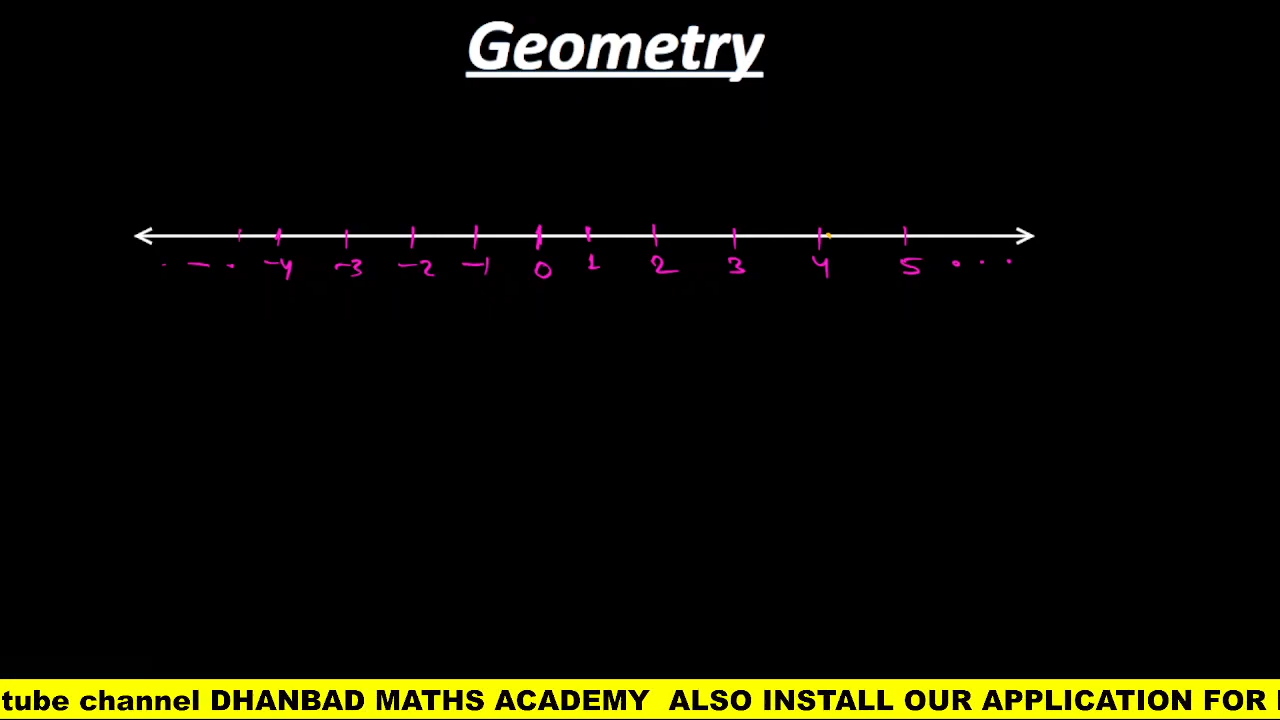 Geometry
. – . -4 -3 -2 -1 0 1 2 3 4 5 . . .
tube channel DHANBAD MATHS ACADEMY ALSO INSTALL OUR APPLICATION FOR